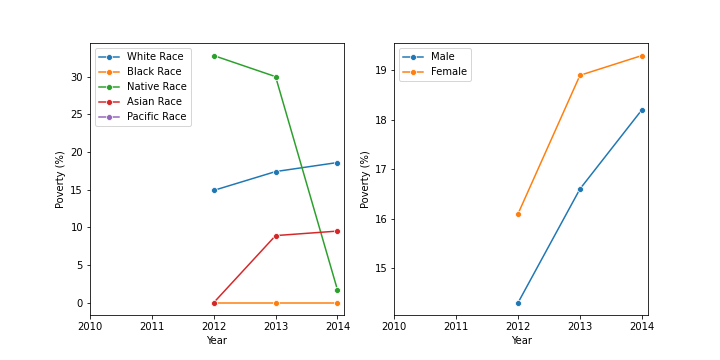 White Race
Black Race
Native Race
Asian Race
Pacific Race
Poverty (%)
30
25
20
15
10
5
0
2010 2011 2012 2013 2014
Year
Male
Female
Poverty (%)
19
18
17
16
15
2010 2011 2012 2013 2014
Year